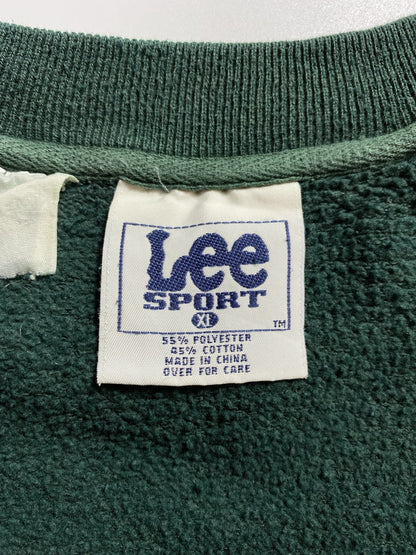 Lee
SPORT
XL
™
55% POLYESTER
45% COTTON
MADE IN CHINA
OVER FOR CARE